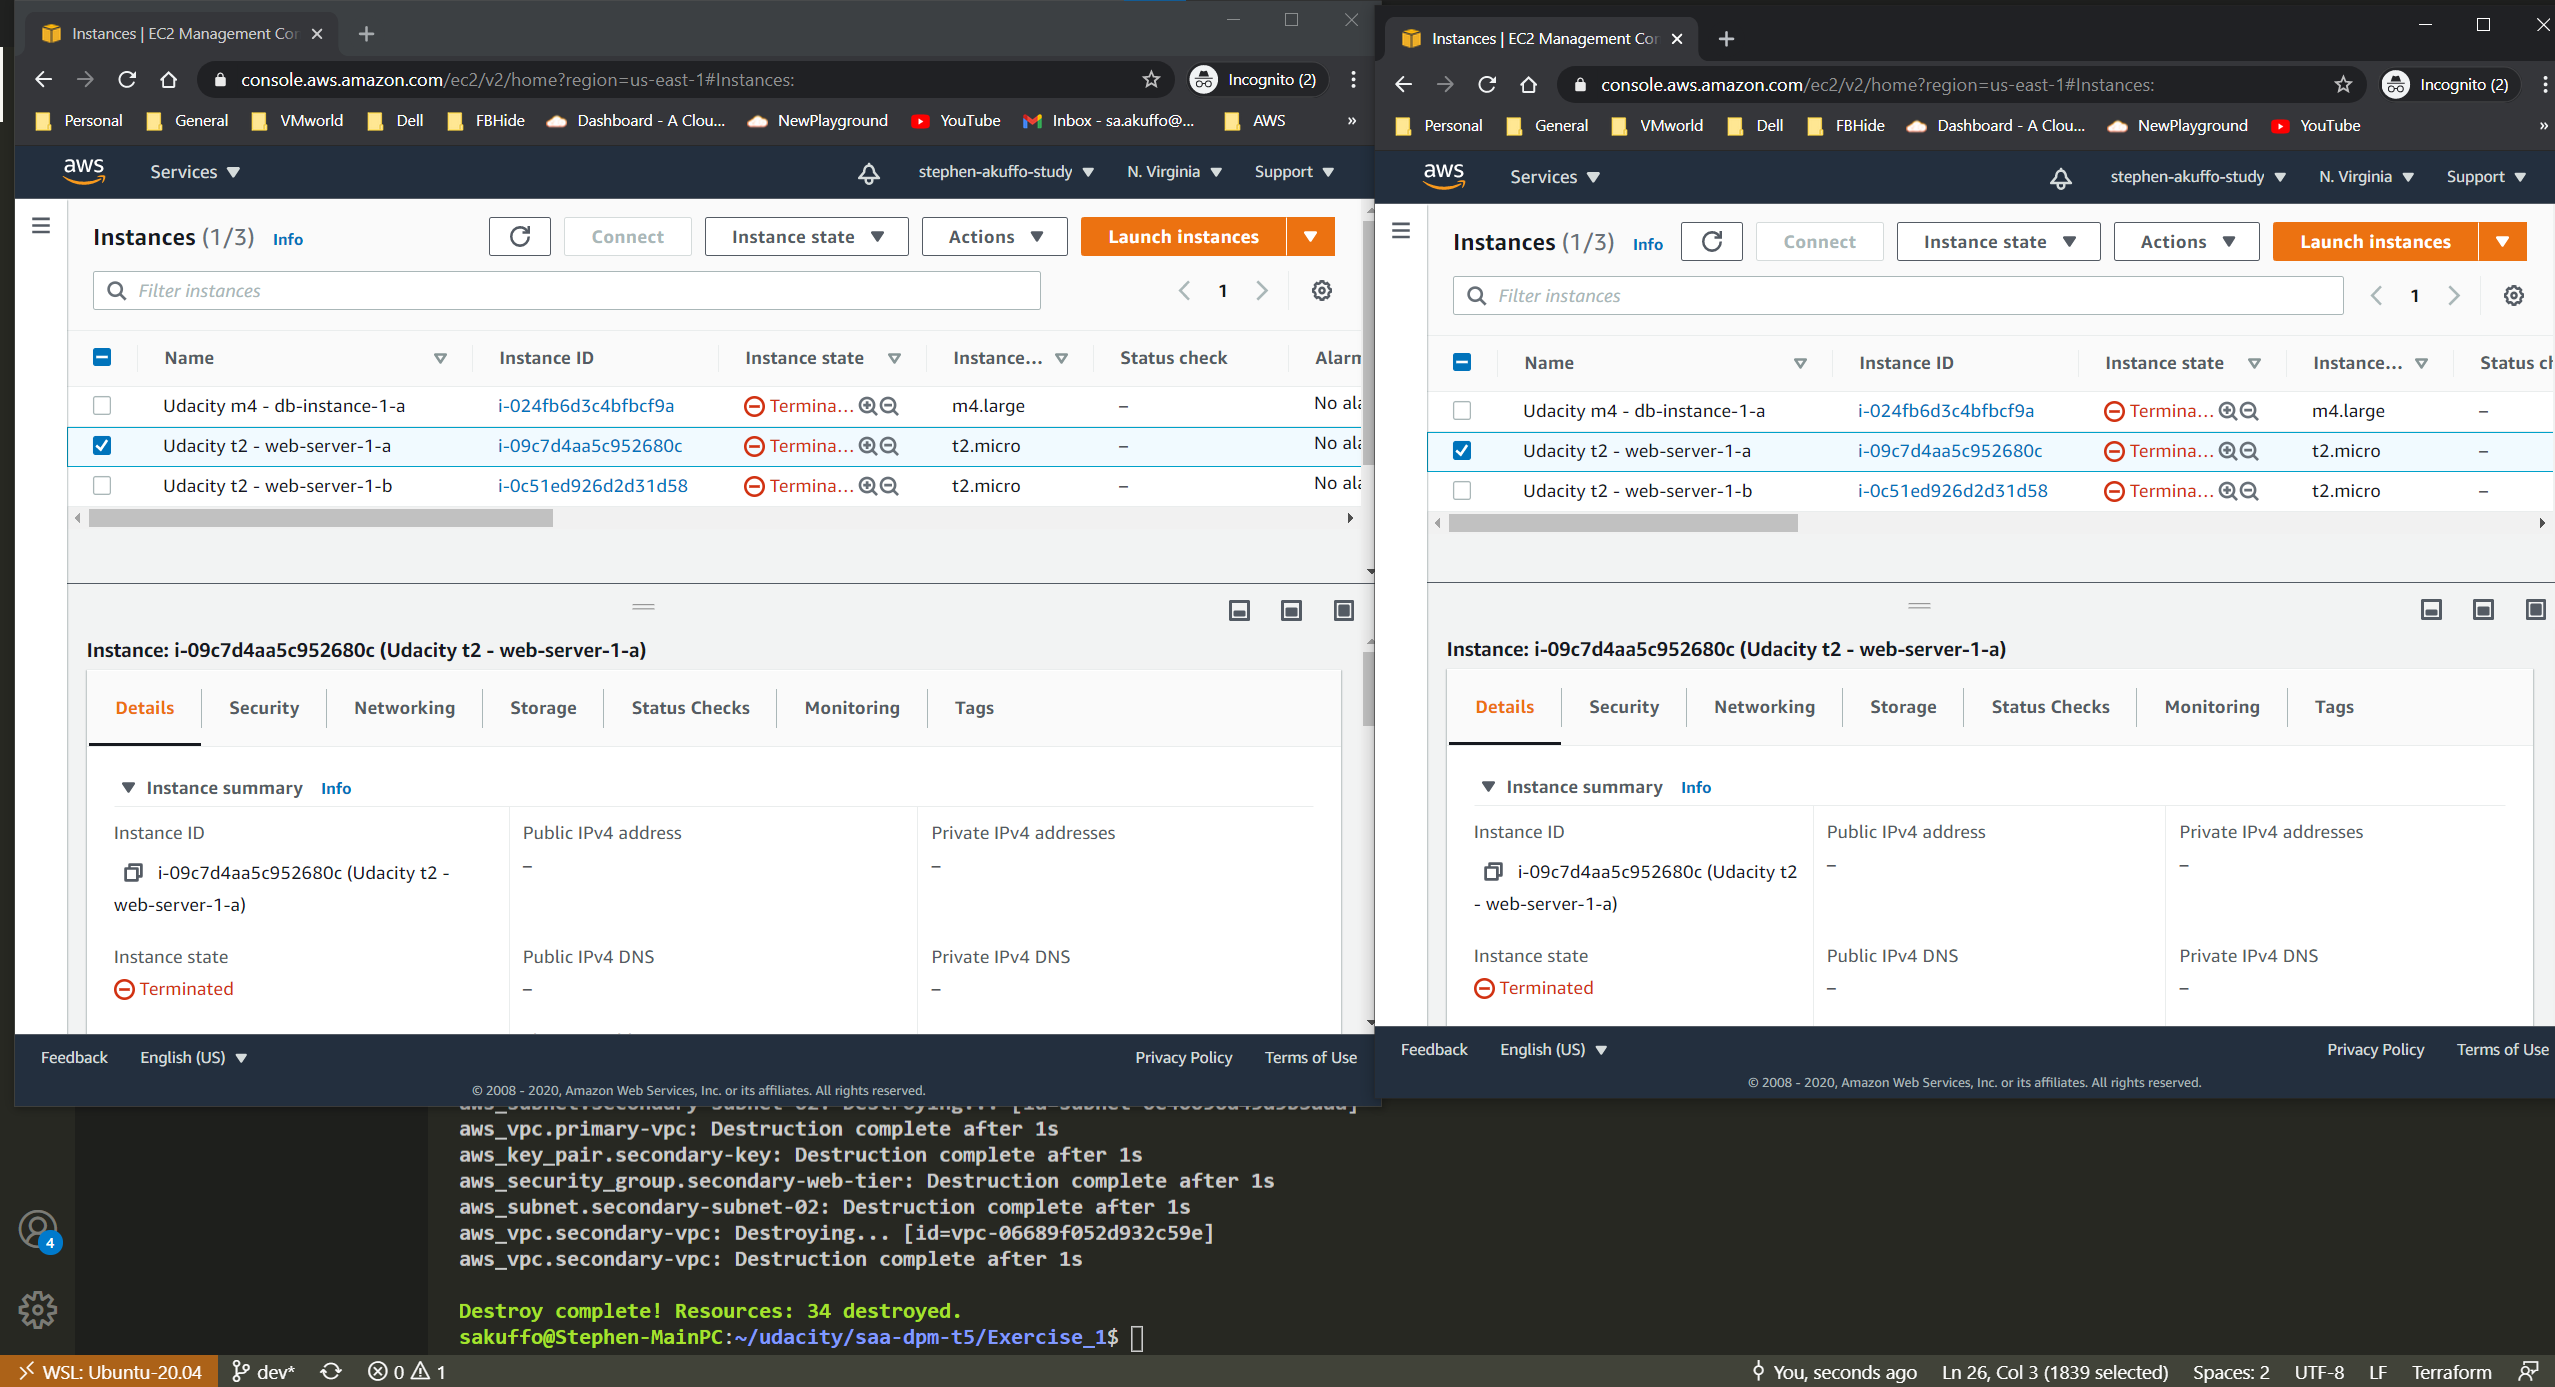 Instances | EC2 Management Co
console.aws.amazon.com/ec2/v2/home?region=us-east-1#Instances:
Incognito (2)
Personal General VMworld Dell FBHide Dashboard - A Clou... NewPlayground YouTube Inbox - sa.akuffo@... AWS »
aws Services stephen-akuffo-study N. Virginia Support
Instances (1/3) Info Connect Instance state Actions Launch instances
Filter instances 1
Name Instance ID Instance state Instance... Status check Alarm
Udacity m4 - db-instance-1-a i-024fb6d3c4bfbcf9a Termina... m4.large – No ala
Udacity t2 - web-server-1-a i-09c7d4aa5c952680c Termina... t2.micro – No ala
Udacity t2 - web-server-1-b i-0c51ed926d2d31d58 Termina... t2.micro – No ala
Instance: i-09c7d4aa5c952680c (Udacity t2 - web-server-1-a)
Details Security Networking Storage Status Checks Monitoring Tags
Instance summary Info
Instance ID Public IPv4 address Private IPv4 addresses
i-09c7d4aa5c952680c (Udacity t2 - – –
web-server-1-a)
Instance state Public IPv4 DNS Private IPv4 DNS
Terminated – –
Feedback English (US) Privacy Policy Terms of Use
© 2008 - 2020, Amazon Web Services, Inc. or its affiliates. All rights reserved.
Instances | EC2 Management Co
console.aws.amazon.com/ec2/v2/home?region=us-east-1#Instances:
Incognito (2)
Personal General VMworld Dell FBHide Dashboard - A Clou... NewPlayground YouTube »
aws Services stephen-akuffo-study N. Virginia Support
Instances (1/3) Info Connect Instance state Actions Launch instances
Filter instances 1
Name Instance ID Instance state Instance... Status ch
Udacity m4 - db-instance-1-a i-024fb6d3c4bfbcf9a Termina... m4.large –
Udacity t2 - web-server-1-a i-09c7d4aa5c952680c Termina... t2.micro –
Udacity t2 - web-server-1-b i-0c51ed926d2d31d58 Termina... t2.micro –
Instance: i-09c7d4aa5c952680c (Udacity t2 - web-server-1-a)
Details Security Networking Storage Status Checks Monitoring Tags
Instance summary Info
Instance ID Public IPv4 address Private IPv4 addresses
i-09c7d4aa5c952680c (Udacity t2 – –
- web-server-1-a)
Instance state Public IPv4 DNS Private IPv4 DNS
Terminated – –
Feedback English (US) Privacy Policy Terms of Use
© 2008 - 2020, Amazon Web Services, Inc. or its affiliates. All rights reserved.
aws_subnet.secondary-subnet-02: Destroying...
aws_vpc.primary-vpc: Destruction complete after 1s
aws_key_pair.secondary-key: Destruction complete after 1s
aws_security_group.secondary-web-tier: Destruction complete after 1s
aws_subnet.secondary-subnet-02: Destruction complete after 1s
aws_vpc.secondary-vpc: Destroying... [id=vpc-06689f052d932c59e]
aws_vpc.secondary-vpc: Destruction complete after 1s
Destroy complete! Resources: 34 destroyed.
sakuffo@Stephen-MainPC:~/udacity/saa-dpm-t5/Exercise_1$
4
WSL: Ubuntu-20.04 dev* 0 1 You, seconds ago Ln 26, Col 3 (1839 selected) Spaces: 2 UTF-8 LF Terraform